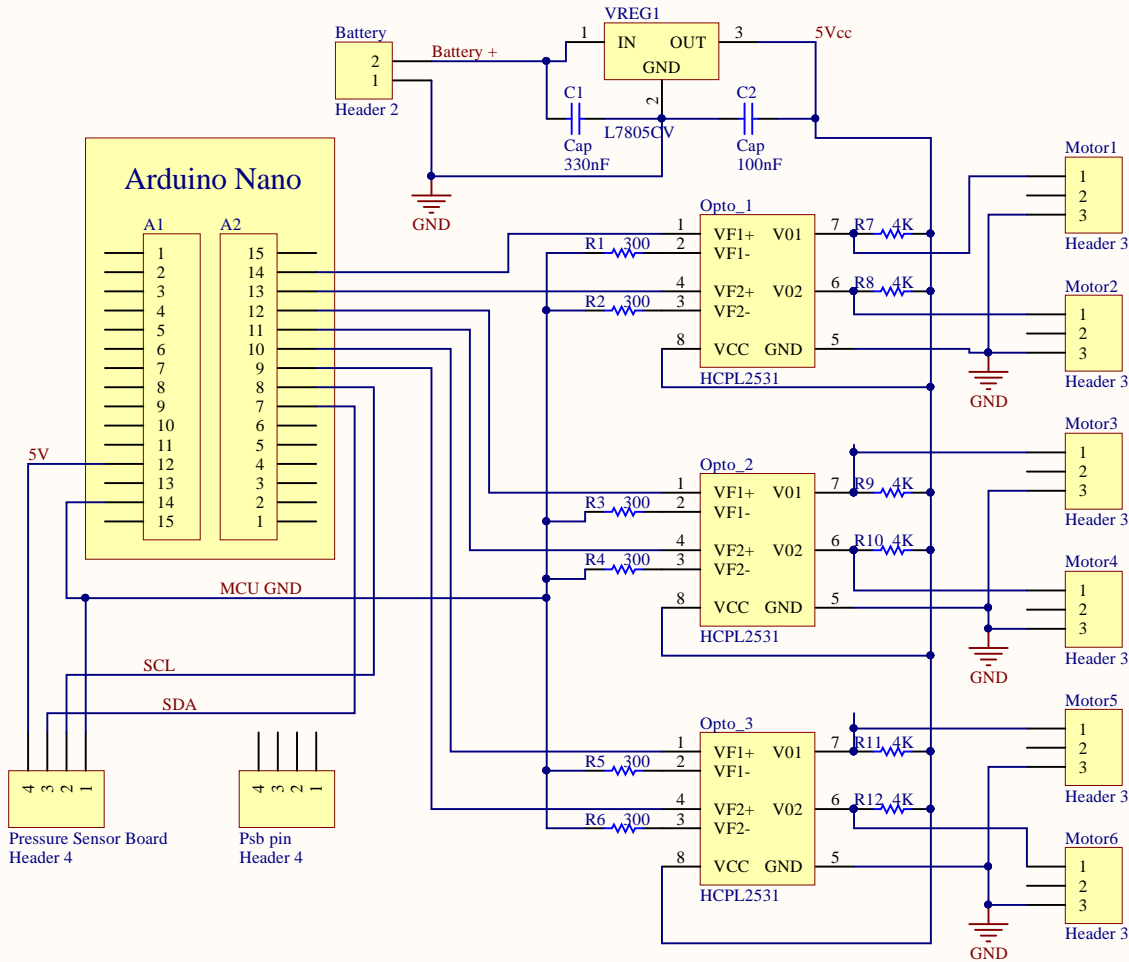 VREG1
Battery
Battery +
1
IN
OUT
3
5Vcc
GND
2
2
1
Header 2
C1
Cap
330nF
L7805CV
C2
Cap
100nF
GND
Arduino Nano
A1
A2
1
2
3
4
5
6
7
8
9
10
11
12
13
14
15
15
14
13
12
11
10
9
8
7
6
5
4
3
2
1
5V
MCU GND
SCL
SDA
4
3
2
1
Pressure Sensor Board
Header 4
4
3
2
1
Psb pin
Header 4
R1 300
R2 300
Opto_1
1 VF1+ V01 7
2 VF1-
4 VF2+ V02 6
3 VF2-
8 VCC GND 5
HCPL2531
R7 4K
R8 4K
R3 300
R4 300
Opto_2
1 VF1+ V01 7
2 VF1-
4 VF2+ V02 6
3 VF2-
8 VCC GND 5
HCPL2531
R9 4K
R10 4K
R5 300
R6 300
Opto_3
1 VF1+ V01 7
2 VF1-
4 VF2+ V02 6
3 VF2-
8 VCC GND 5
HCPL2531
R11 4K
R12 4K
Motor1
1
2
3
Header 3
Motor2
1
2
3
Header 3
GND
Motor3
1
2
3
Header 3
Motor4
1
2
3
Header 3
GND
Motor5
1
2
3
Header 3
Motor6
1
2
3
Header 3
GND